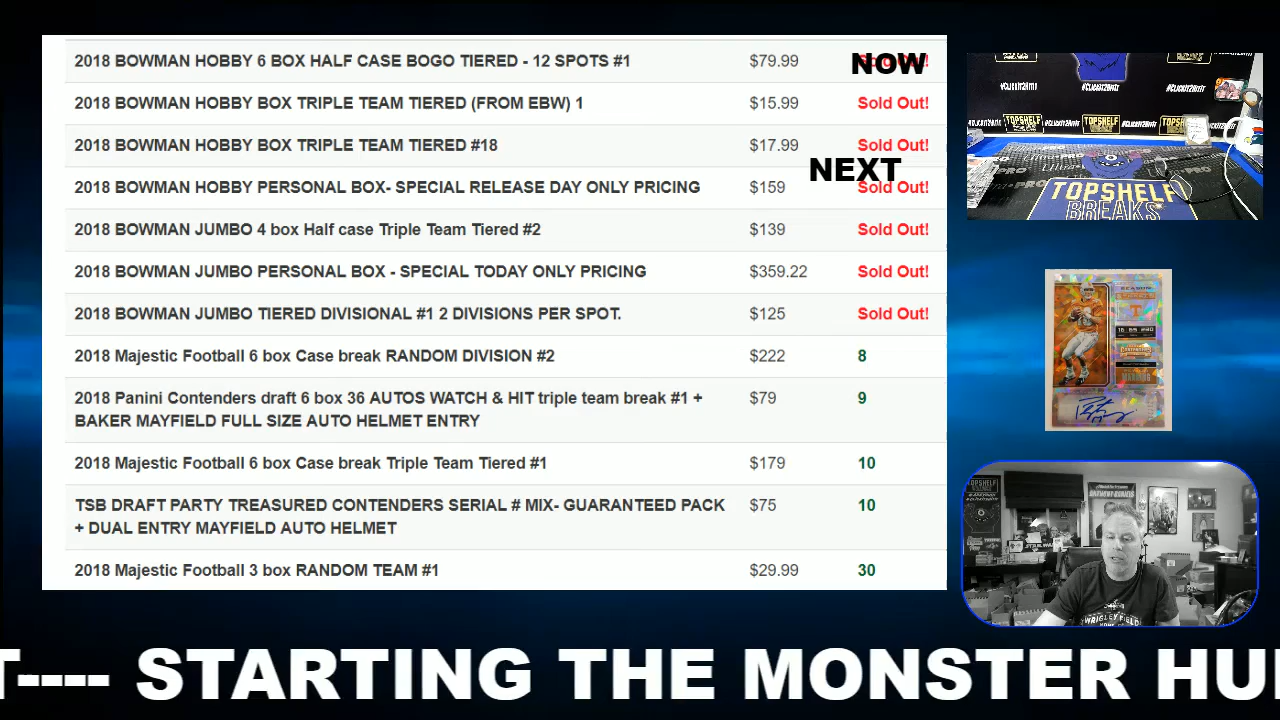 2018 BOWMAN HOBBY 6 BOX HALF CASE BOGO TIERED - 12 SPOTS #1 $79.99 Sold Out!
NOW
2018 BOWMAN HOBBY BOX TRIPLE TEAM TIERED (FROM EBW) 1 $15.99 Sold Out!
2018 BOWMAN HOBBY BOX TRIPLE TEAM TIERED #18 $17.99 Sold Out!
NEXT
2018 BOWMAN HOBBY PERSONAL BOX- SPECIAL RELEASE DAY ONLY PRICING $159 Sold Out!
2018 BOWMAN JUMBO 4 box Half case Triple Team Tiered #2 $139 Sold Out!
2018 BOWMAN JUMBO PERSONAL BOX - SPECIAL TODAY ONLY PRICING $359.22 Sold Out!
2018 BOWMAN JUMBO TIERED DIVISIONAL #1 2 DIVISIONS PER SPOT. $125 Sold Out!
2018 Majestic Football 6 box Case break RANDOM DIVISION #2 $222 8
2018 Panini Contenders draft 6 box 36 AUTOS WATCH & HIT triple team break #1 + $79 9
BAKER MAYFIELD FULL SIZE AUTO HELMET ENTRY
2018 Majestic Football 6 box Case break Triple Team Tiered #1 $179 10
TSB DRAFT PARTY TREASURED CONTENDERS SERIAL # MIX- GUARANTEED PACK $75 10
+ DUAL ENTRY MAYFIELD AUTO HELMET
2018 Majestic Football 3 box RANDOM TEAM #1 $29.99 30
#CLICKIT2RIPIT
TOPSHELF
TOPSHELF
BREAKS
WRIGLEY FIELD
T---- STARTING THE MONSTER HU